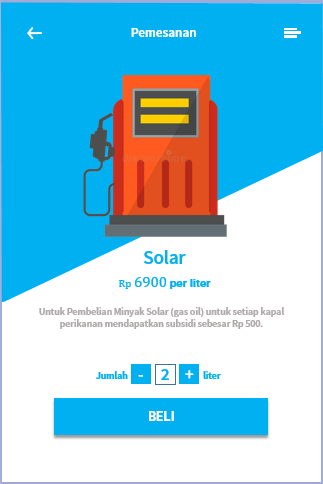 Pemesanan
Solar
Rp 6900 per liter
Untuk Pembelian Minyak Solar (gas oil) untuk setiap kapal
perikanan mendapatkan subsidi sebesar Rp 500.
Jumlah - 2 + liter
BELI